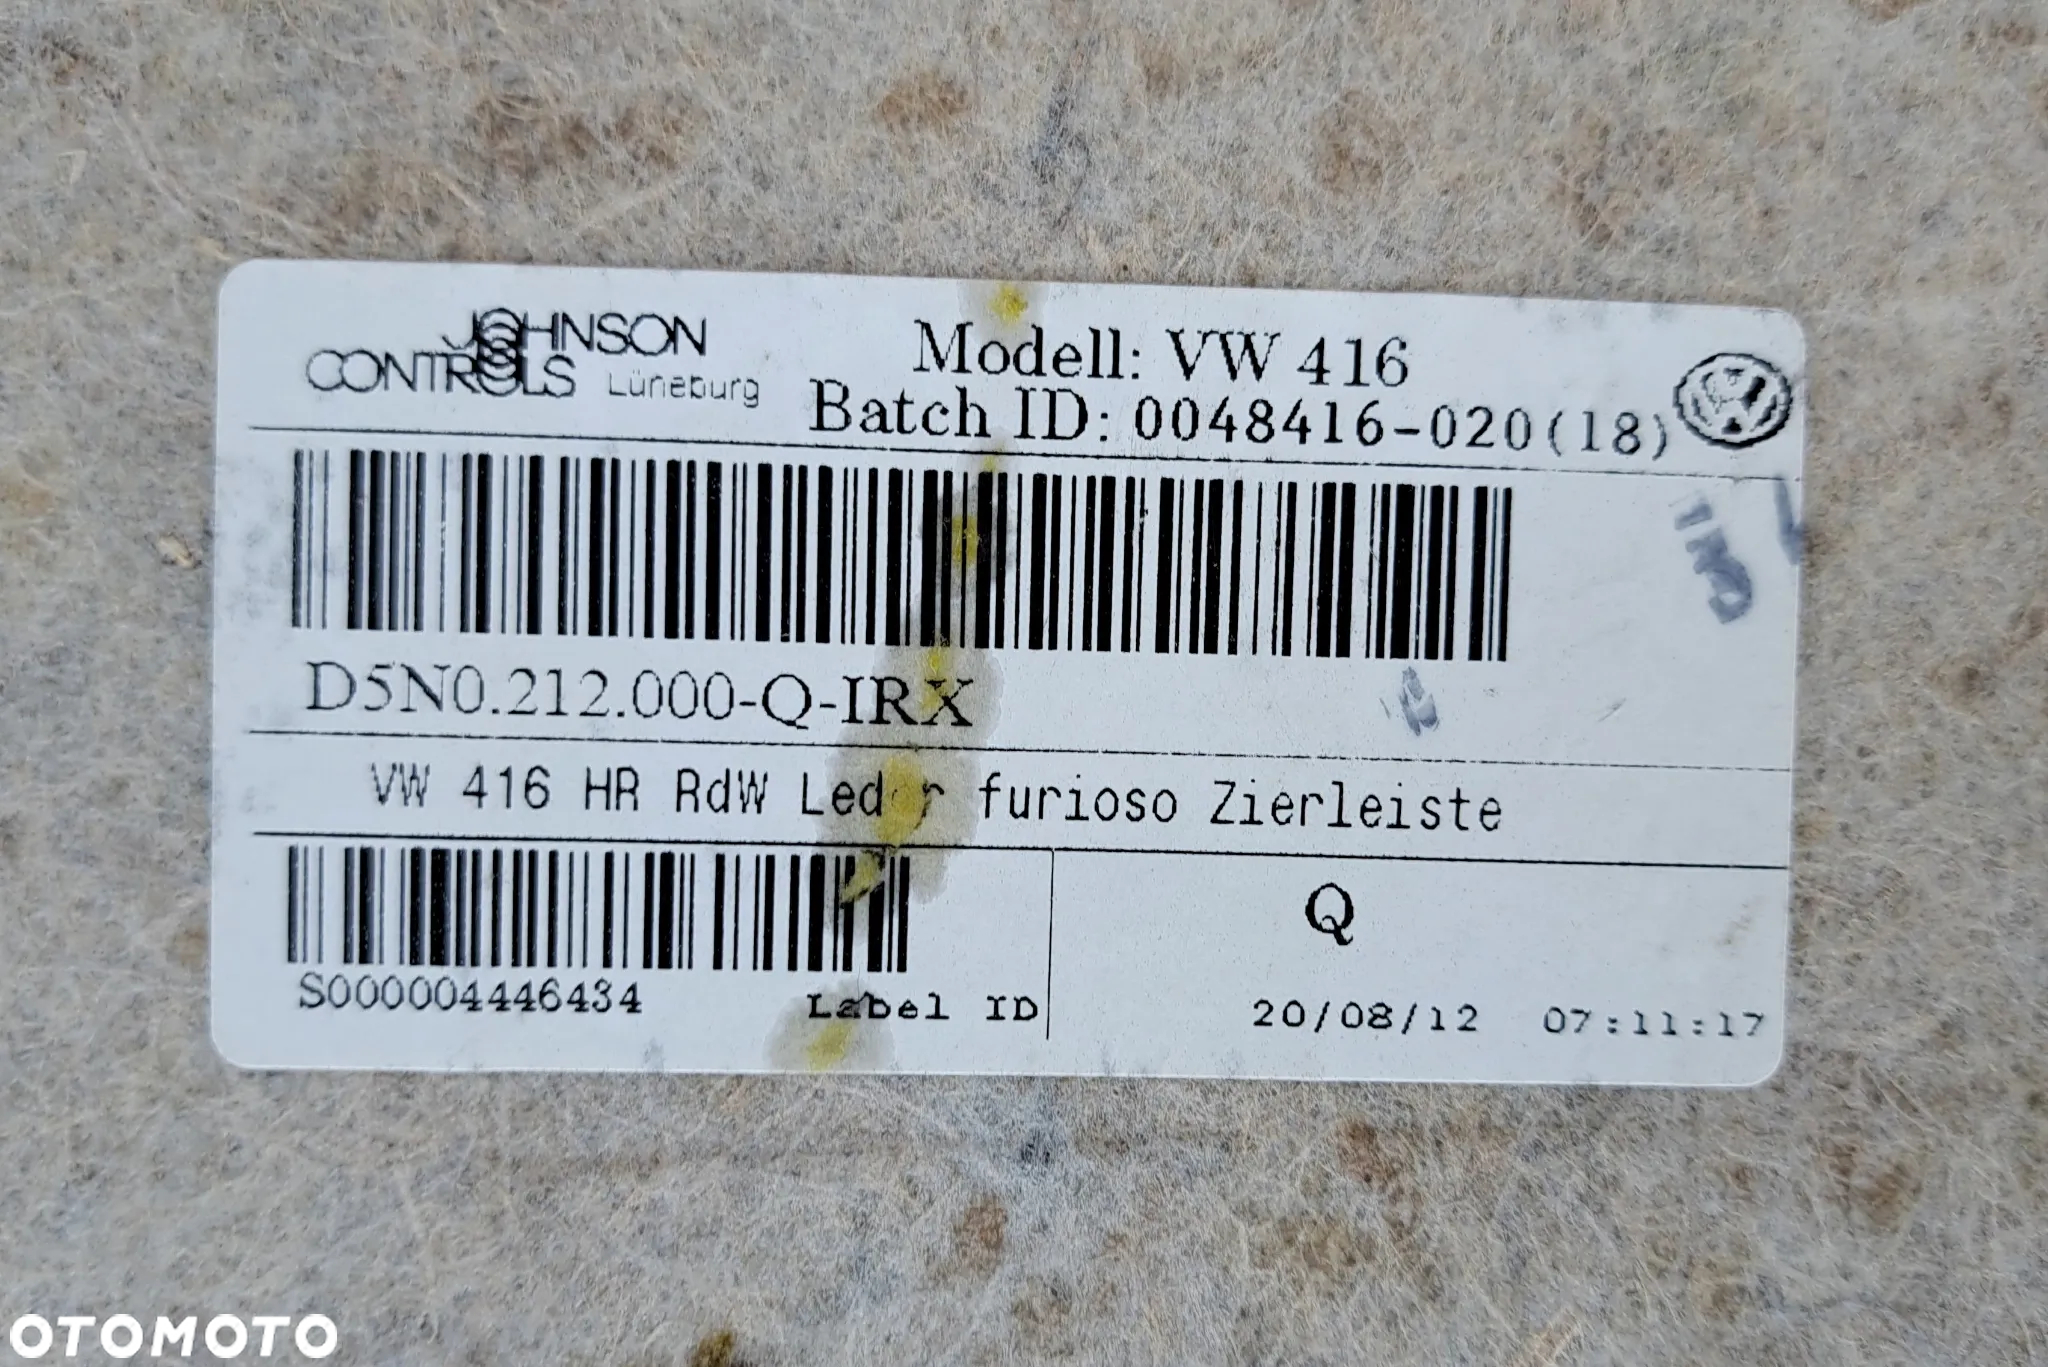 JOHNSON
CONTROLS Lüneburg
Modell: VW 416
Batch ID: 0048416-020(18)
D5N0.212.000-Q-IRX
VW 416 HR RdW Leder furioso Zierleiste
S000004446434
Label ID
Q
20/08/12 07:11:17
OTOMOTO